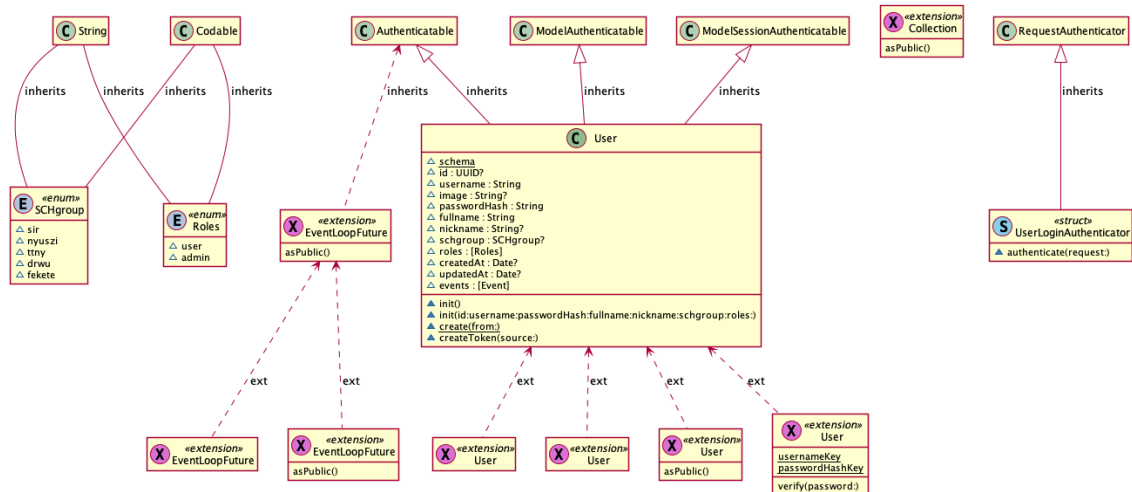 C String
C Codable
C Authenticatable
C ModelAuthenticatable
C ModelSessionAuthenticatable
X «extension»
Collection
asPublic()
C RequestAuthenticator
inherits
inherits
inherits
inherits
inherits
inherits
inherits
inherits
inherits
E «enum»
SCHgroup
sir
nyuszi
ttny
drwu
fekete
E «enum»
Roles
user
admin
X «extension»
EventLoopFuture
asPublic()
C User
schema
id : UUID?
username : String
image : String?
passwordHash : String
fullname : String
nickname : String?
schgroup : SCHgroup?
roles : [Roles]
createdAt : Date?
updatedAt : Date?
events : [Event]
init()
init(id:username:passwordHash:fullname:nickname:schgroup:roles:)
create(from:)
createToken(source:)
S «struct»
UserLoginAuthenticator
authenticate(request:)
ext
ext
ext
ext
ext
ext
X «extension»
EventLoopFuture
X «extension»
EventLoopFuture
asPublic()
X «extension»
User
X «extension»
User
X «extension»
User
asPublic()
X «extension»
User
usernameKey
passwordHashKey
verify(password:)